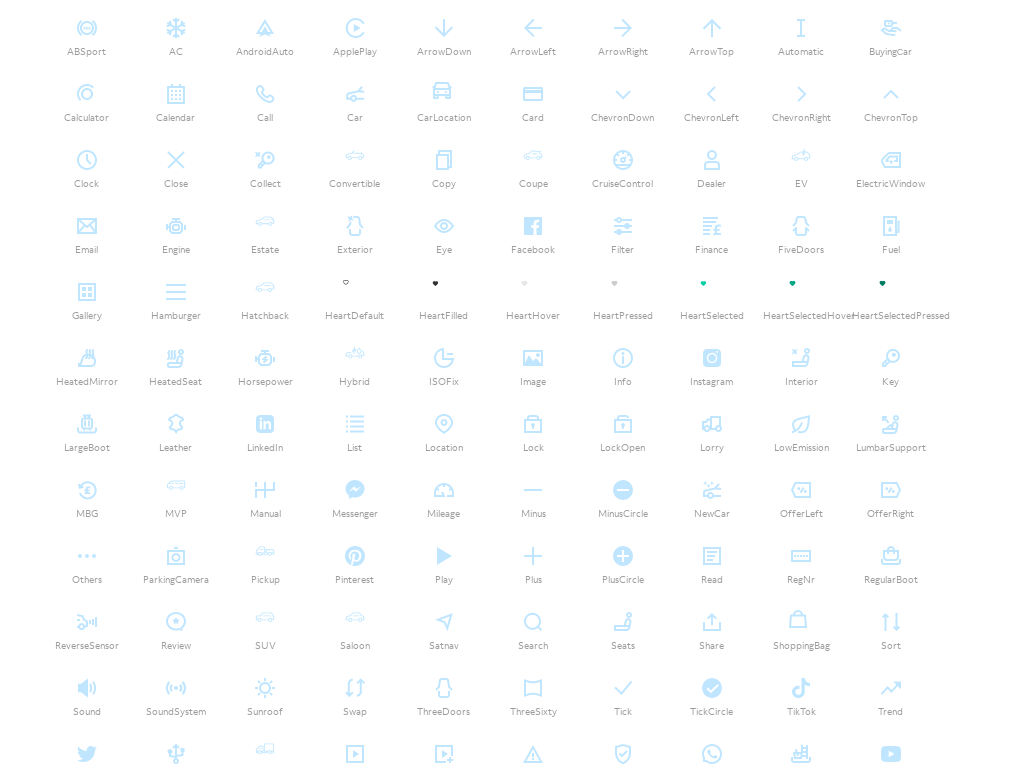 ABSport AC AndroidAuto ApplePlay ArrowDown ArrowLeft ArrowRight ArrowTop Automatic BuyingCar
Calculator Calendar Call Car CarLocation Card ChevronDown ChevronLeft ChevronRight ChevronTop
Clock Close Collect Convertible Copy Coupe CruiseControl Dealer EV ElectricWindow
Email Engine Estate Exterior Eye Facebook Filter Finance FiveDoors Fuel
Gallery Hamburger Hatchback HeartDefault HeartFilled HeartHover HeartPressed HeartSelected HeartSelectedHover HeartSelectedPressed
HeatedMirror HeatedSeat Horsepower Hybrid ISOFix Image Info Instagram Interior Key
LargeBoot Leather LinkedIn List Location Lock LockOpen Lorry LowEmission LumbarSupport
MBG MVP Manual Messenger Mileage Minus MinusCircle NewCar OfferLeft OfferRight
Others ParkingCamera Pickup Pinterest Play Plus PlusCircle Read RegNr RegularBoot
ReverseSensor Review SUV Saloon Satnav Search Seats Share ShoppingBag Sort
Sound SoundSystem Sunroof Swap ThreeDoors ThreeSixty Tick TickCircle TikTok Trend